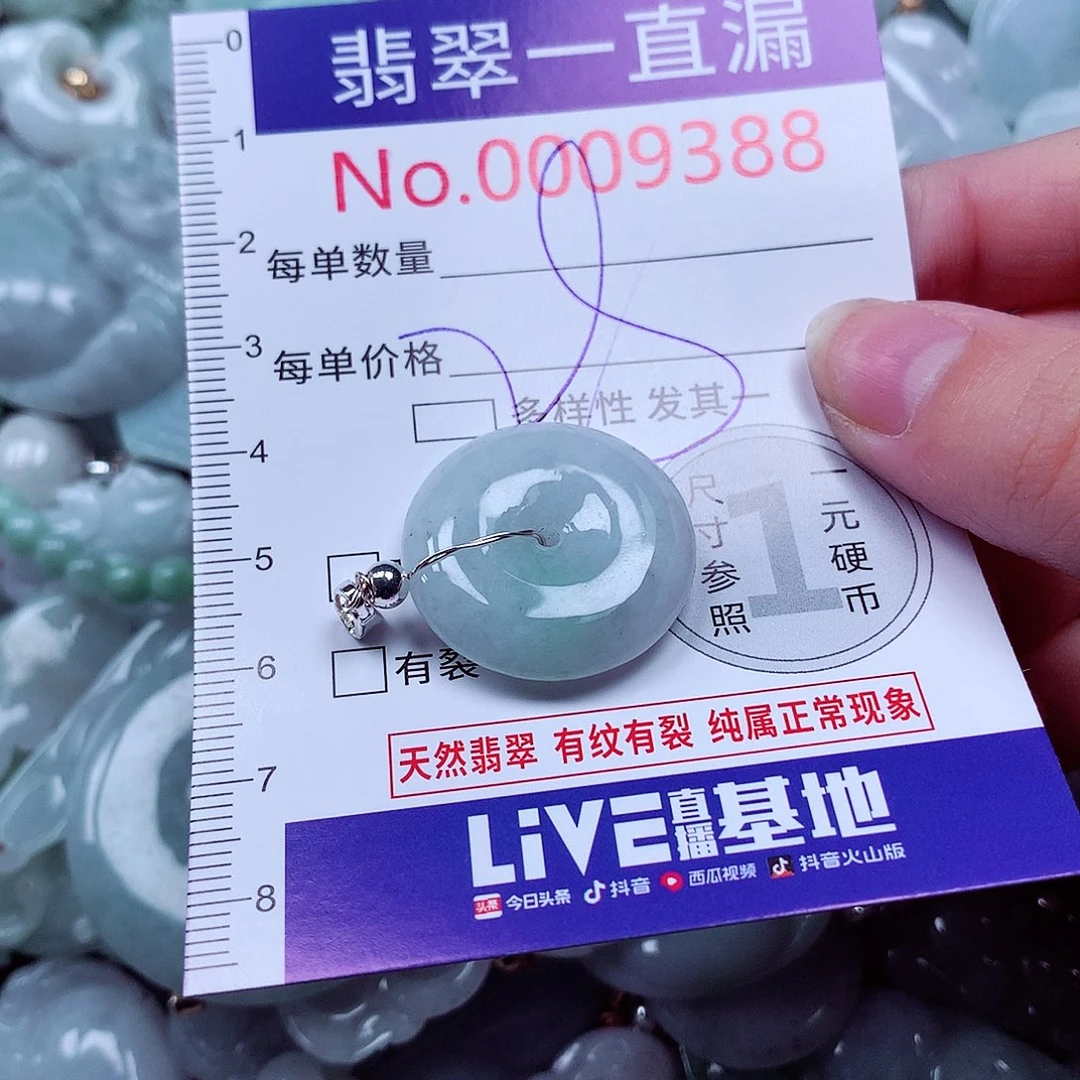 翡翠一直漏
No.0009388
每单数量
每单价格
多样性 发其一
尺寸参照
1
一元硬币
有裂
天然翡翠 有纹有裂 纯属正常现象
LiVE直播基地
头条 今日头条 抖音 西瓜视频 抖音火山版
0
1
2
3
4
5
6
7
8